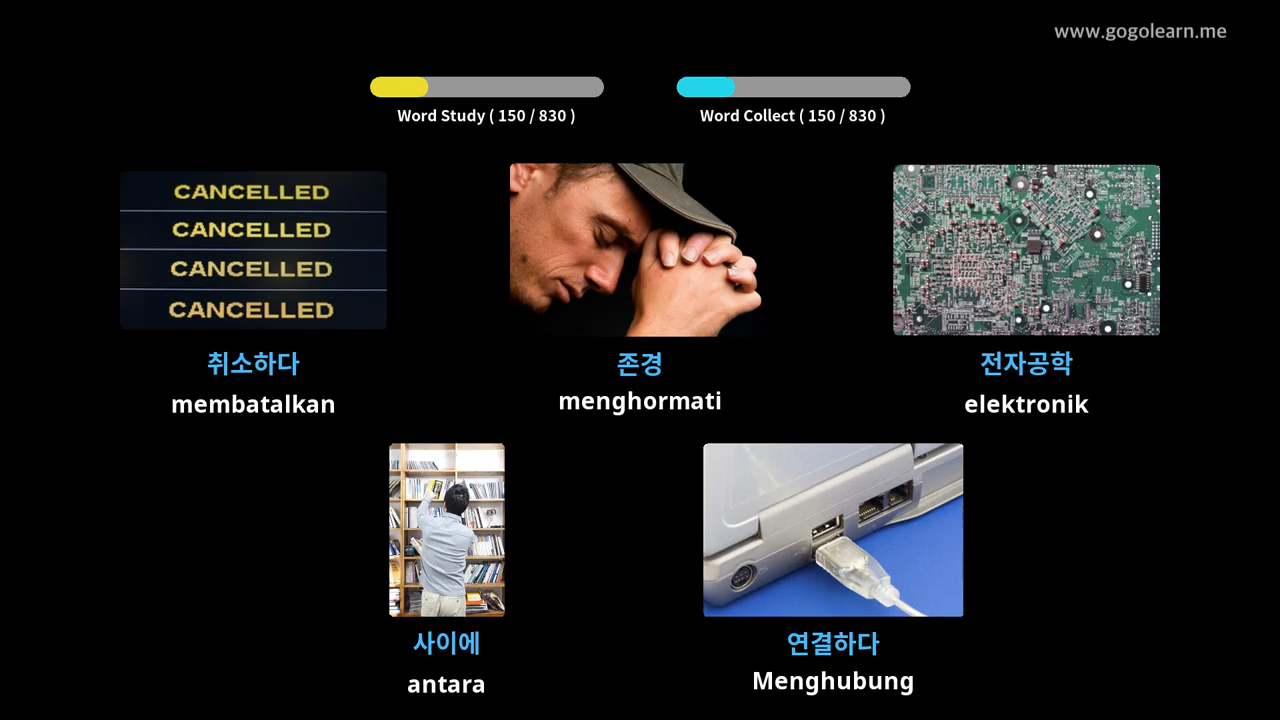 www.gogolearn.me
Word Study ( 150 / 830 )
Word Collect ( 150 / 830 )
CANCELLED
CANCELLED
CANCELLED
CANCELLED
취소하다
membatalkan
존경
menghormati
전자공학
elektronik
사이에
antara
연결하다
Menghubung